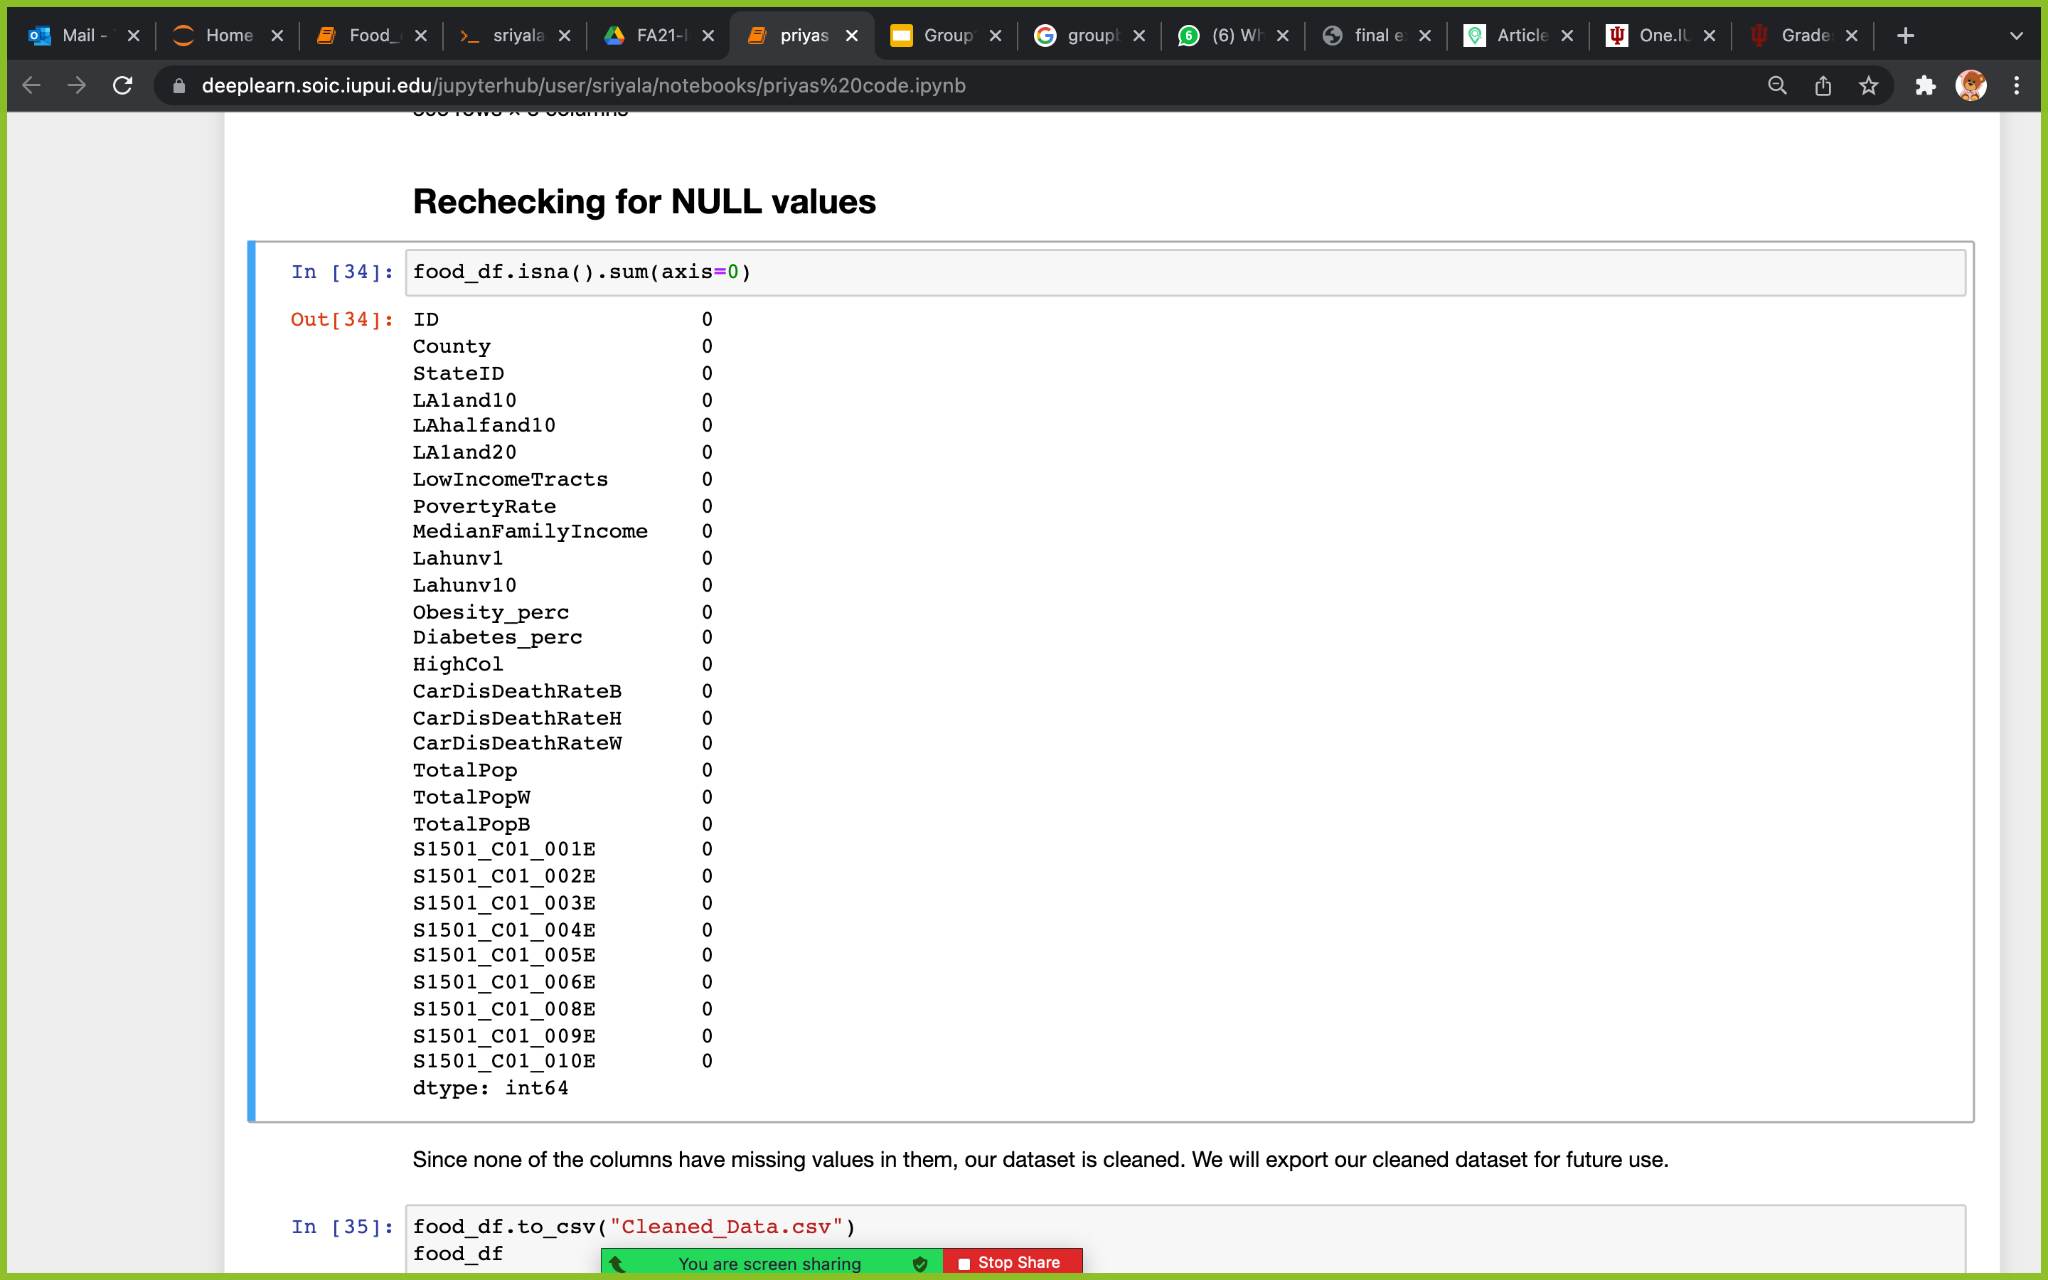 Mail -
Home
Food_
sriyala
FA21-
priyas
Group
group
(6) Wh
final e
Article
One.IU
Grade
deeplearn.soic.iupui.edu/jupyterhub/user/sriyala/notebooks/priyas%20code.ipynb
Rechecking for NULL values
In [34]: food_df.isna().sum(axis=0)
Out[34]: ID 0
County 0
StateID 0
LA1and10 0
LAhalfand10 0
LA1and20 0
LowIncomeTracts 0
PovertyRate 0
MedianFamilyIncome 0
Lahunv1 0
Lahunv10 0
Obesity_perc 0
Diabetes_perc 0
HighCol 0
CarDisDeathRateB 0
CarDisDeathRateH 0
CarDisDeathRateW 0
TotalPop 0
TotalPopW 0
TotalPopB 0
S1501_C01_001E 0
S1501_C01_002E 0
S1501_C01_003E 0
S1501_C01_004E 0
S1501_C01_005E 0
S1501_C01_006E 0
S1501_C01_008E 0
S1501_C01_009E 0
S1501_C01_010E 0
dtype: int64
Since none of the columns have missing values in them, our dataset is cleaned. We will export our cleaned dataset for future use.
In [35]: food_df.to_csv("Cleaned_Data.csv")
food_df
You are screen sharing
Stop Share